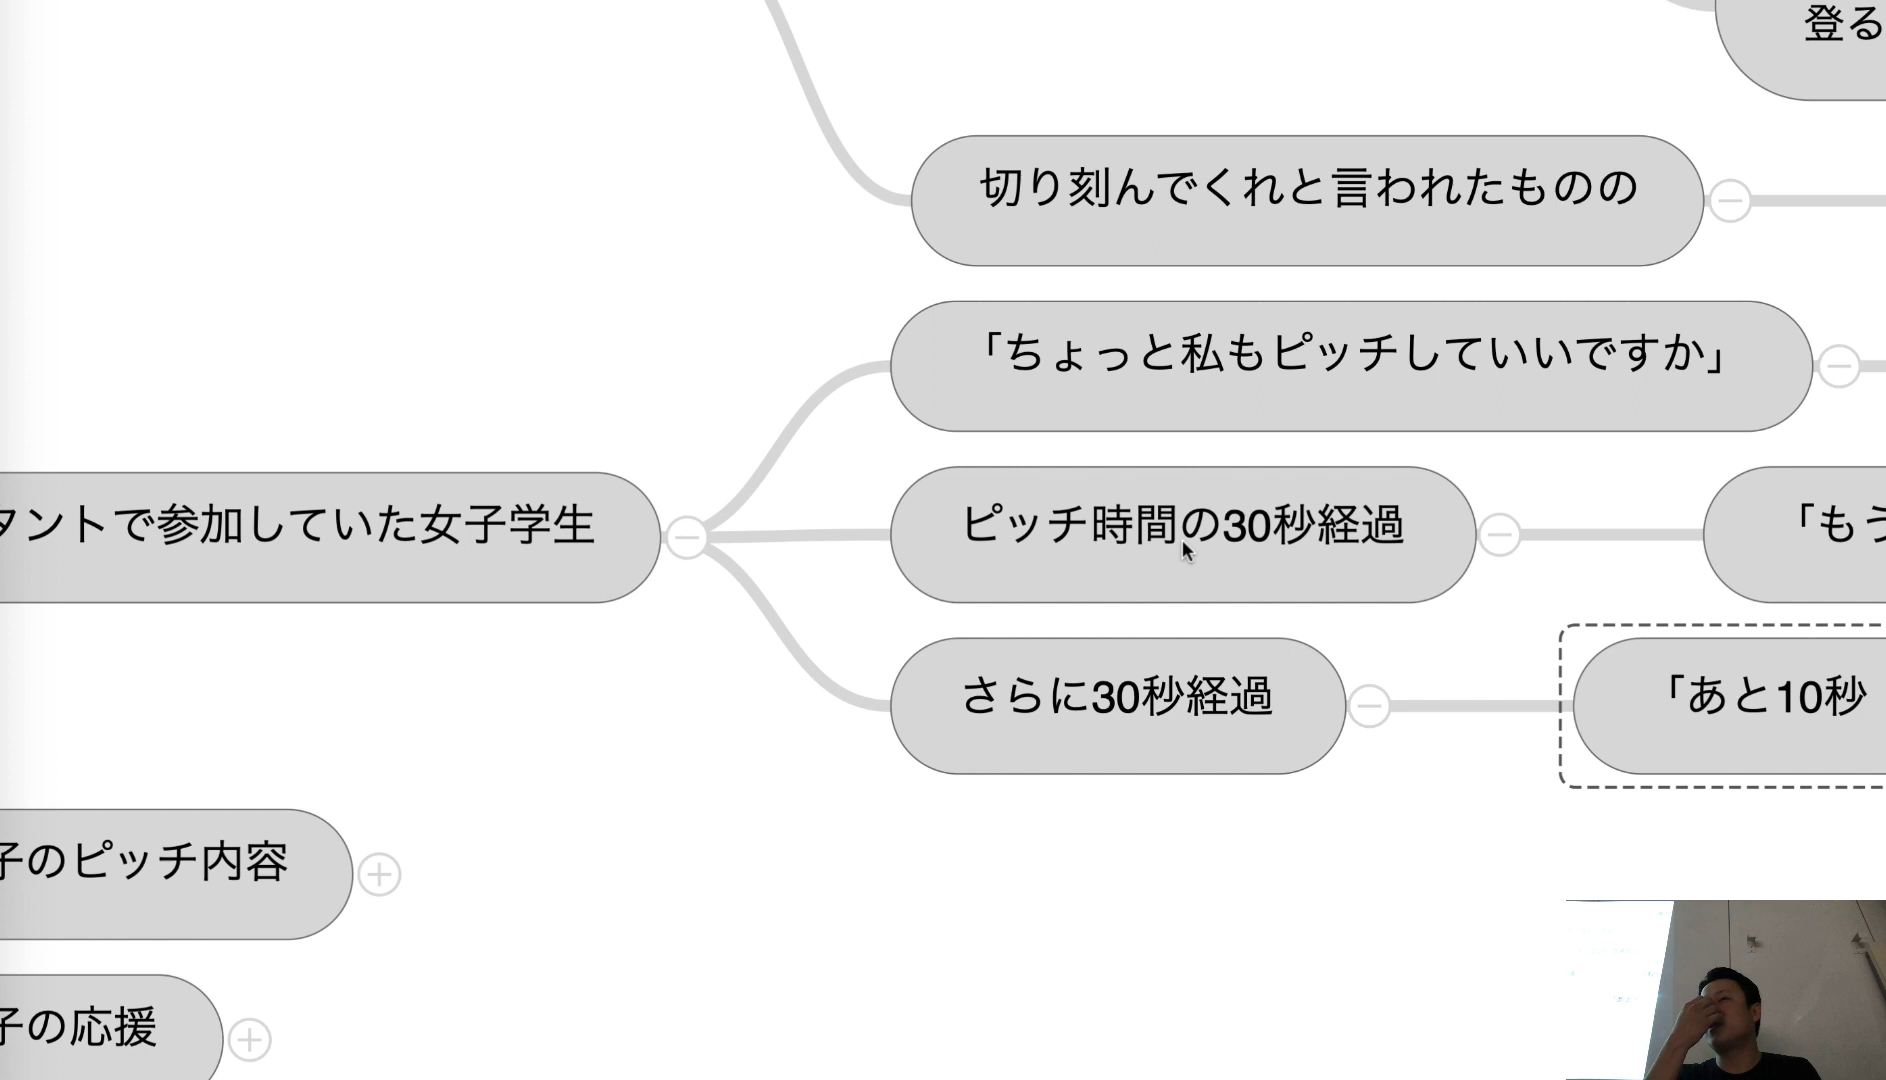 登る
切り刻んでくれと言われたものの
「ちょっと私もピッチしていいですか」
タントで参加していた女子学生
ピッチ時間の30秒経過
「もう
さらに30秒経過
「あと10秒
子のピッチ内容
子の応援